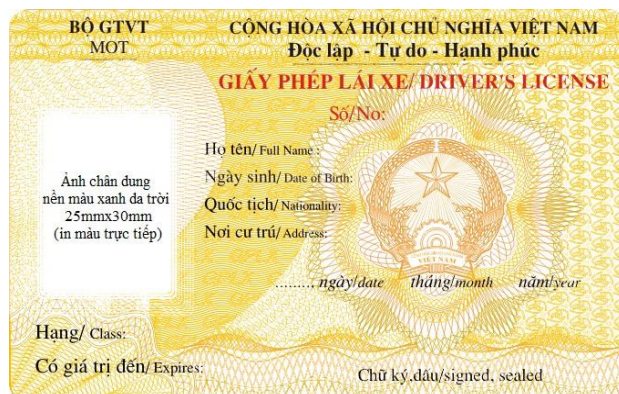 BỘ GTVT
MOT
CỘNG HÒA XÃ HỘI CHỦ NGHĨA VIỆT NAM
Độc lập - Tự do - Hạnh phúc
GIẤY PHÉP LÁI XE/ DRIVER'S LICENSE
Số/No:
Họ tên/ Full Name :
Ngày sinh/ Date of Birth:
Quốc tịch/ Nationality:
Nơi cư trú/ Address:
Ảnh chân dung
nền màu xanh da trời
25mmx30mm
(in màu trực tiếp)
VIỆT NAM
......... ngày/date tháng/month năm/year
Hạng/ Class:
Có giá trị đến/ Expires:
Chữ ký,dấu/signed, sealed